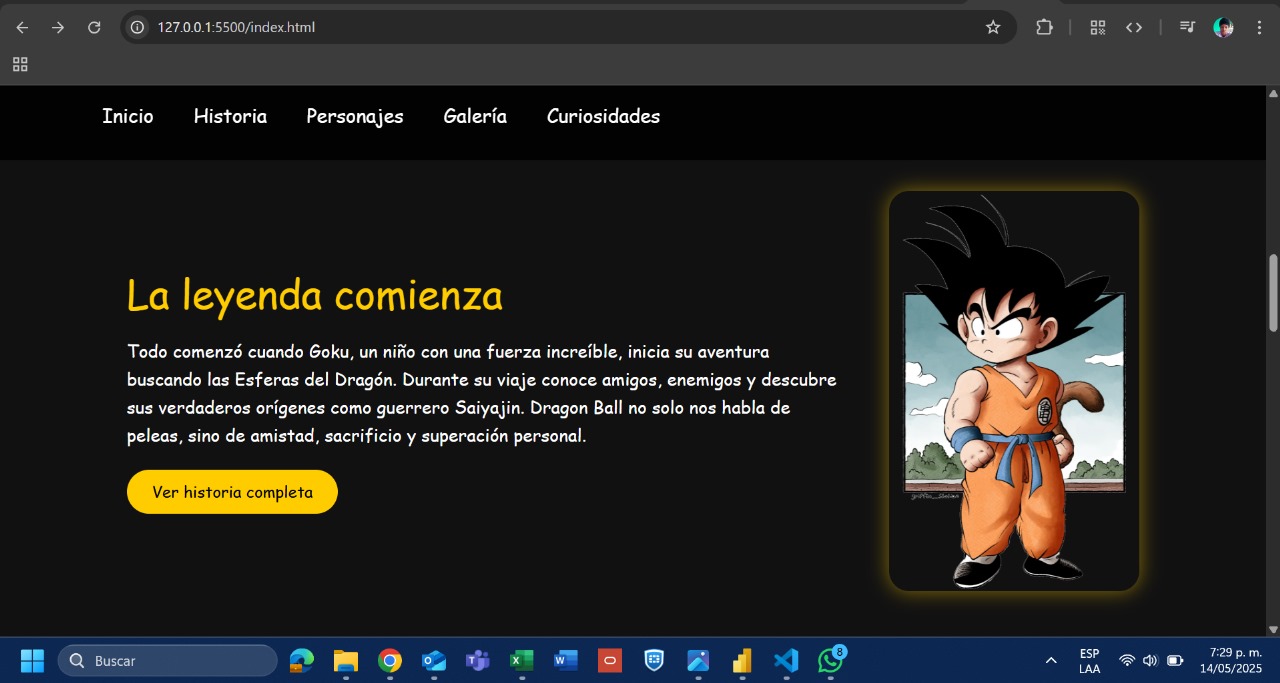 127.0.0.1:5500/index.html
Inicio Historia Personajes Galería Curiosidades
La leyenda comienza
Todo comenzó cuando Goku, un niño con una fuerza increíble, inicia su aventura
buscando las Esferas del Dragón. Durante su viaje conoce amigos, enemigos y descubre
sus verdaderos orígenes como guerrero Saiyajin. Dragon Ball no solo nos habla de
peleas, sino de amistad, sacrificio y superación personal.
Ver historia completa
Buscar
8
ESP
LAA
7:29 p. m.
14/05/2025